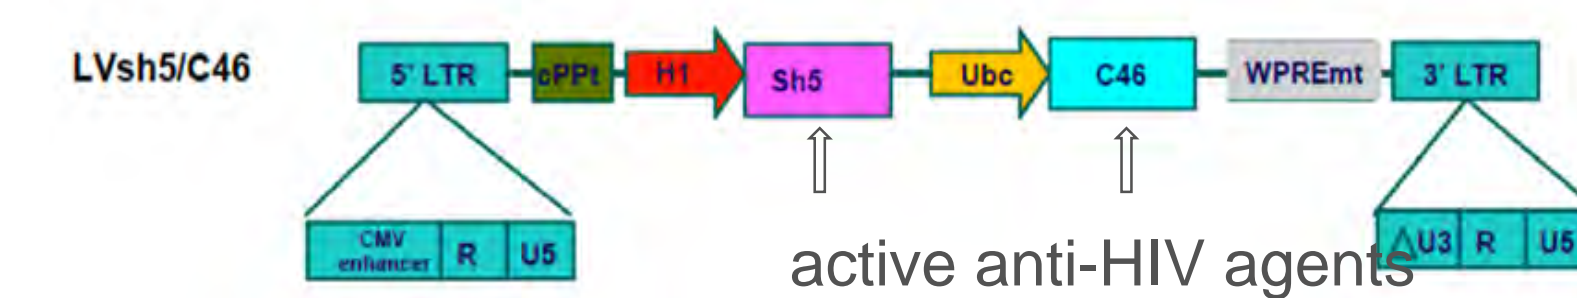 LVsh5/C46
5' LTR
cPPt
H1
Sh5
Ubc
C46
WPREmt
3' LTR
CMV
enhancer
R
U5
△U3
R
U5
active anti-HIV agents